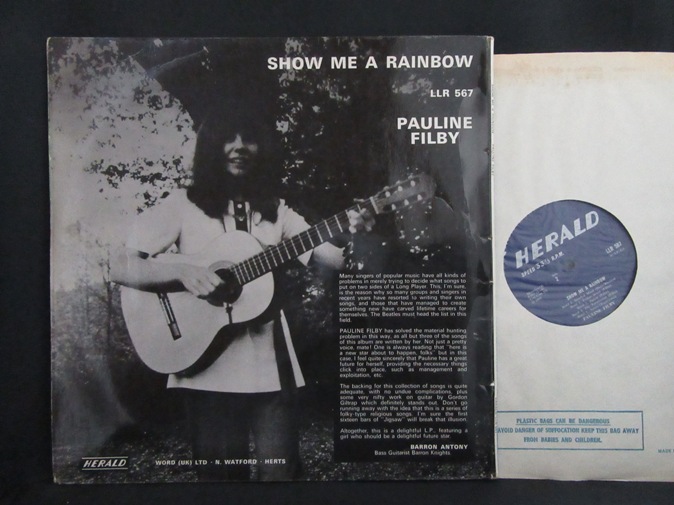 SHOW ME A RAINBOW
LLR 567
PAULINE
FILBY
Many singers of popular music have all kinds of
problems in merely trying to decide what songs to
put on two sides of a Long Player. This, I'm sure,
is the reason why so many groups and singers in
recent years have resorted to writing their own
songs, and those that have managed to create
something new have carved lifetime careers for
themselves. The Beatles must head the list in this
field.
PAULINE FILBY has solved the material hunting
problem in this way, as all but three of the songs
of this album are written by her. Not just a pretty
voice, mate! One is always reading that "here is
a new star about to happen, folks" but in this
case, I feel quite sincerely that Pauline has a great
future for herself, providing the necessary things
click into place, such as management and
exploitation, etc.
The backing for this collection of songs is quite
adequate, with no undue complications, plus
some very nifty work on guitar by Gordon
Giltrap which definitely stands out. Don't go
running away with the idea that this is a series of
folky-type religious songs. I'm sure the first
sixteen bars of "Jigsaw" will break that illusion.
Altogether, this is a delightful L.P., featuring a
girl who should be a delightful future star.
BARRON ANTONY
Bass Guitarist Barron Knights
HERALD
WORD (UK) LTD · N. WATFORD · HERTS
HERALD
SPEED 33⅓ R.P.M.
LLR 567
SHOW ME A RAINBOW
PAULINE FILBY
PLASTIC BAGS CAN BE DANGEROUS
AVOID DANGER OF SUFFOCATION KEEP THIS BAG AWAY
FROM BABIES AND CHILDREN.
MADE